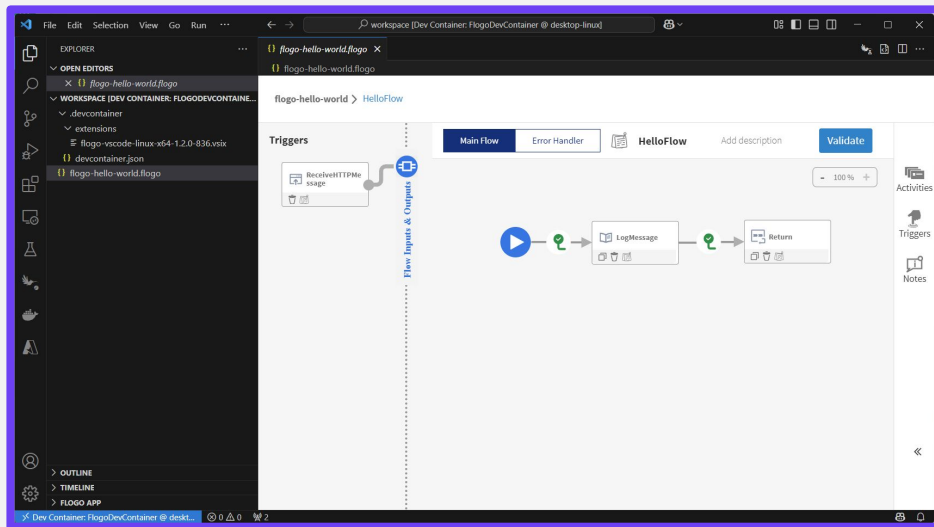 File Edit Selection View Go Run ···
workspace [Dev Container: FlogoDevContainer @ desktop-linux]
EXPLORER
OPEN EDITORS
{} flogo-hello-world.flogo
WORKSPACE [DEV CONTAINER: FLOGODEVCONTAINE...
.devcontainer
extensions
flogo-vscode-linux-x64-1.2.0-836.vsix
{} devcontainer.json
{} flogo-hello-world.flogo
OUTLINE
TIMELINE
FLOGO APP
{} flogo-hello-world.flogo
{} flogo-hello-world.flogo
flogo-hello-world > HelloFlow
Triggers
ReceiveHTTPMe
ssage
Flow Inputs & Outputs
Main Flow Error Handler HelloFlow Add description Validate
- 100 % +
LogMessage
Return
Activities
Triggers
Notes
Dev Container: FlogoDevContainer @ deskt... 0 0 2